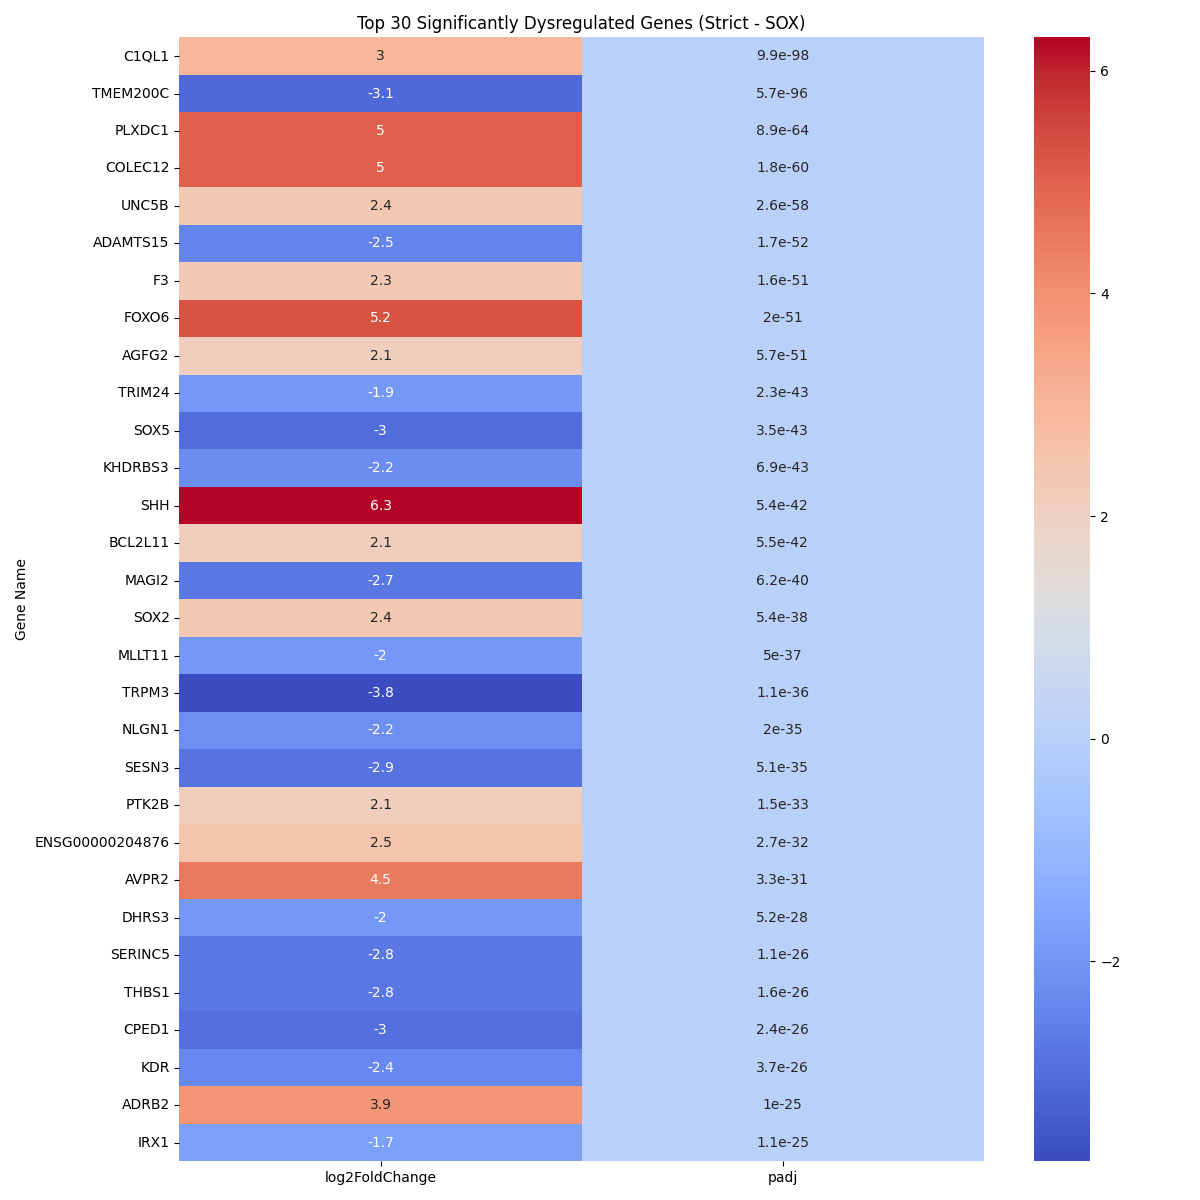 Top 30 Significantly Dysregulated Genes (Strict - SOX)
Gene Name
C1QL1 3 9.9e-98
TMEM200C -3.1 5.7e-96
PLXDC1 5 8.9e-64
COLEC12 5 1.8e-60
UNC5B 2.4 2.6e-58
ADAMTS15 -2.5 1.7e-52
F3 2.3 1.6e-51
FOXO6 5.2 2e-51
AGFG2 2.1 5.7e-51
TRIM24 -1.9 2.3e-43
SOX5 -3 3.5e-43
KHDRBS3 -2.2 6.9e-43
SHH 6.3 5.4e-42
BCL2L11 2.1 5.5e-42
MAGI2 -2.7 6.2e-40
SOX2 2.4 5.4e-38
MLLT11 -2 5e-37
TRPM3 -3.8 1.1e-36
NLGN1 -2.2 2e-35
SESN3 -2.9 5.1e-35
PTK2B 2.1 1.5e-33
ENSG00000204876 2.5 2.7e-32
AVPR2 4.5 3.3e-31
DHRS3 -2 5.2e-28
SERINC5 -2.8 1.1e-26
THBS1 -2.8 1.6e-26
CPED1 -3 2.4e-26
KDR -2.4 3.7e-26
ADRB2 3.9 1e-25
IRX1 -1.7 1.1e-25
log2FoldChange padj
6
4
2
0
−2